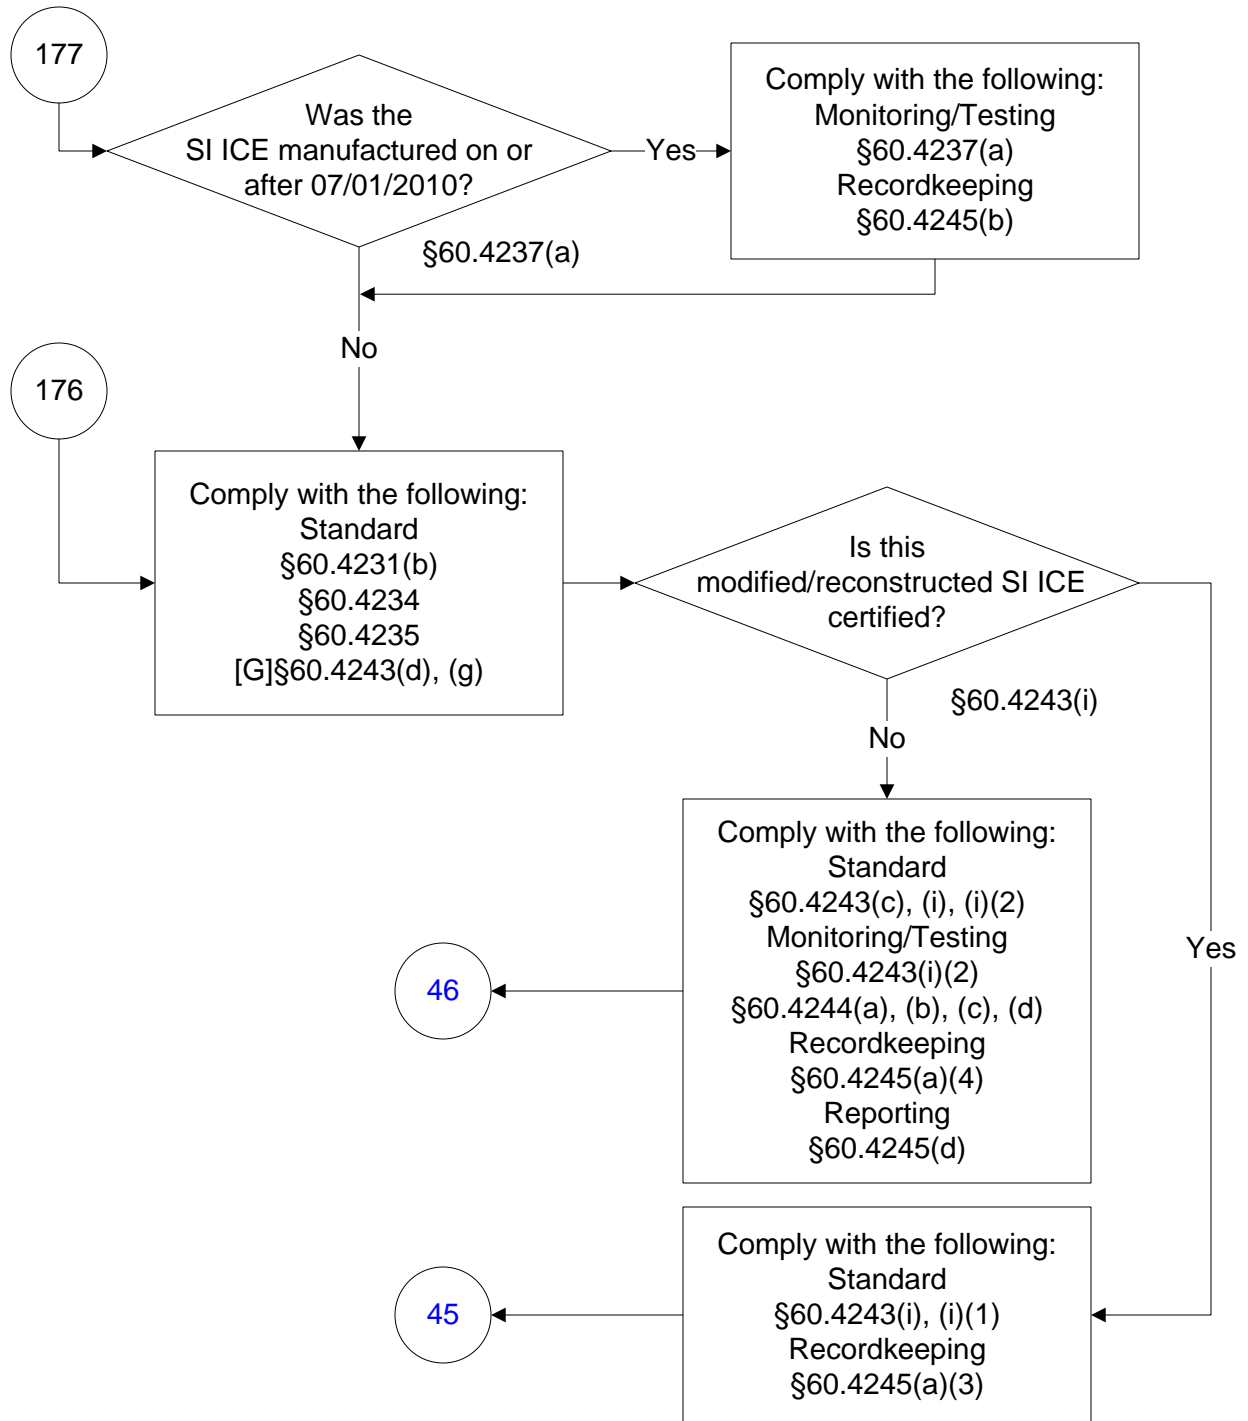 177
Was the
SI ICE manufactured on or
after 07/01/2010?
Yes
§60.4237(a)
Comply with the following:
Monitoring/Testing
§60.4237(a)
Recordkeeping
§60.4245(b)
No
176
Comply with the following:
Standard
§60.4231(b)
§60.4234
§60.4235
[G]§60.4243(d), (g)
Is this
modified/reconstructed SI ICE
certified?
§60.4243(i)
No
Yes
Comply with the following:
Standard
§60.4243(c), (i), (i)(2)
Monitoring/Testing
§60.4243(i)(2)
§60.4244(a), (b), (c), (d)
Recordkeeping
§60.4245(a)(4)
Reporting
§60.4245(d)
46
Comply with the following:
Standard
§60.4243(i), (i)(1)
Recordkeeping
§60.4245(a)(3)
45